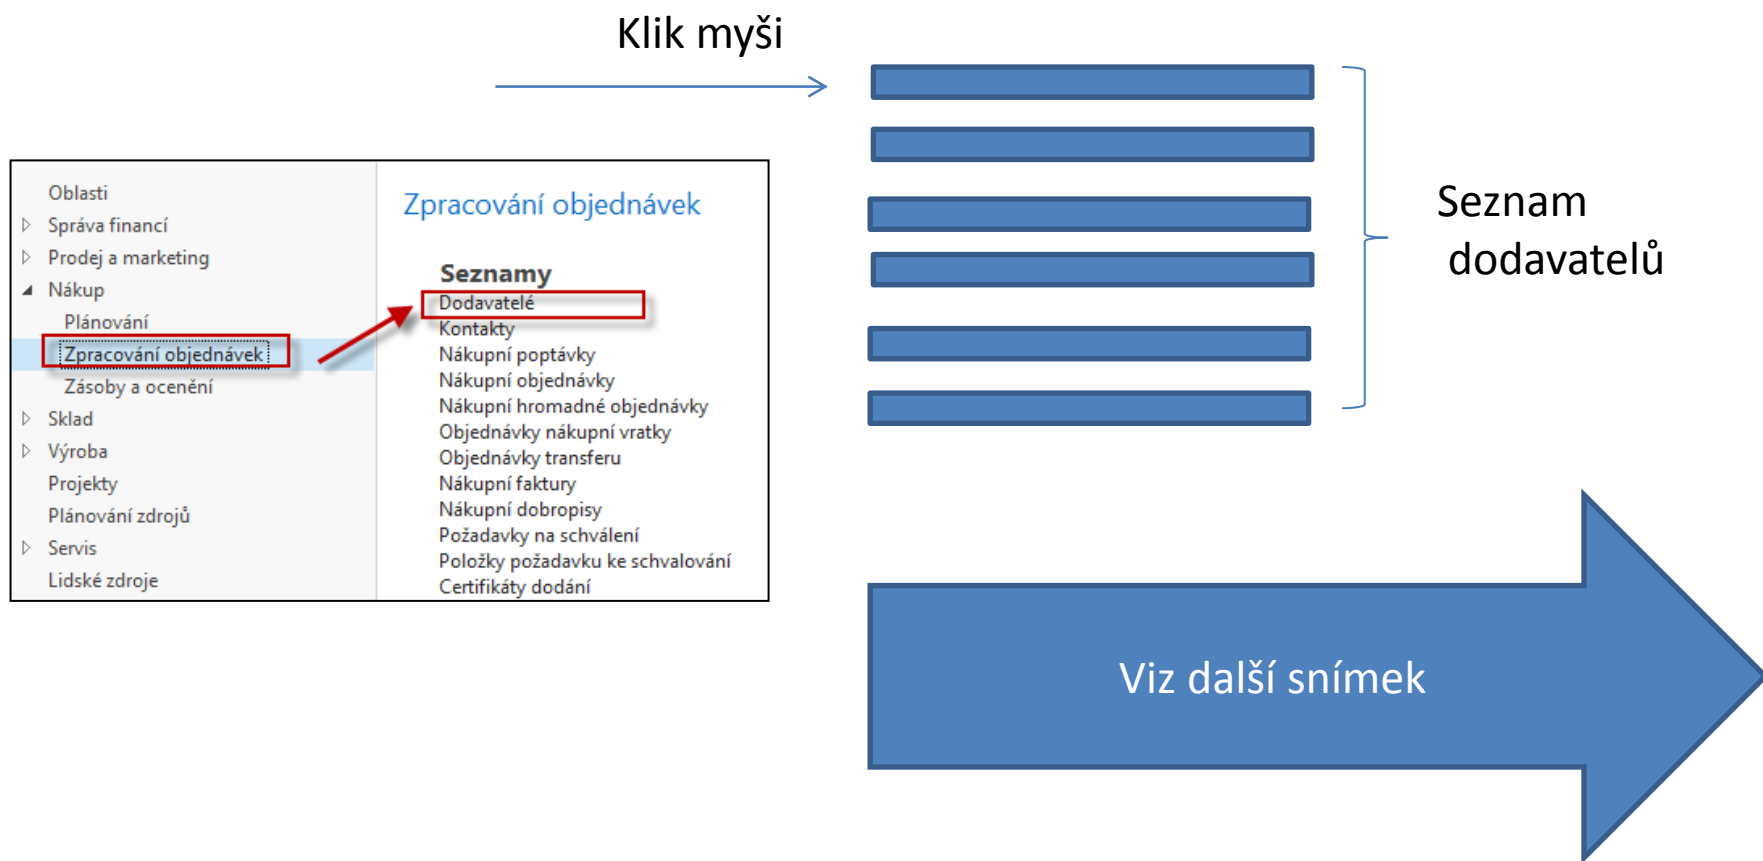 Klik myši
Oblasti
Správa financí
Prodej a marketing
Nákup
Plánování
Zpracování objednávek
Zásoby a ocenění
Sklad
Výroba
Projekty
Plánování zdrojů
Servis
Lidské zdroje
Zpracování objednávek
Seznamy
Dodavatelé
Kontakty
Nákupní poptávky
Nákupní objednávky
Nákupní hromadné objednávky
Objednávky nákupní vratky
Objednávky transferu
Nákupní faktury
Nákupní dobropisy
Požadavky na schválení
Položky požadavku ke schvalování
Certifikáty dodání
Seznam
dodavatelů
Viz další snímek